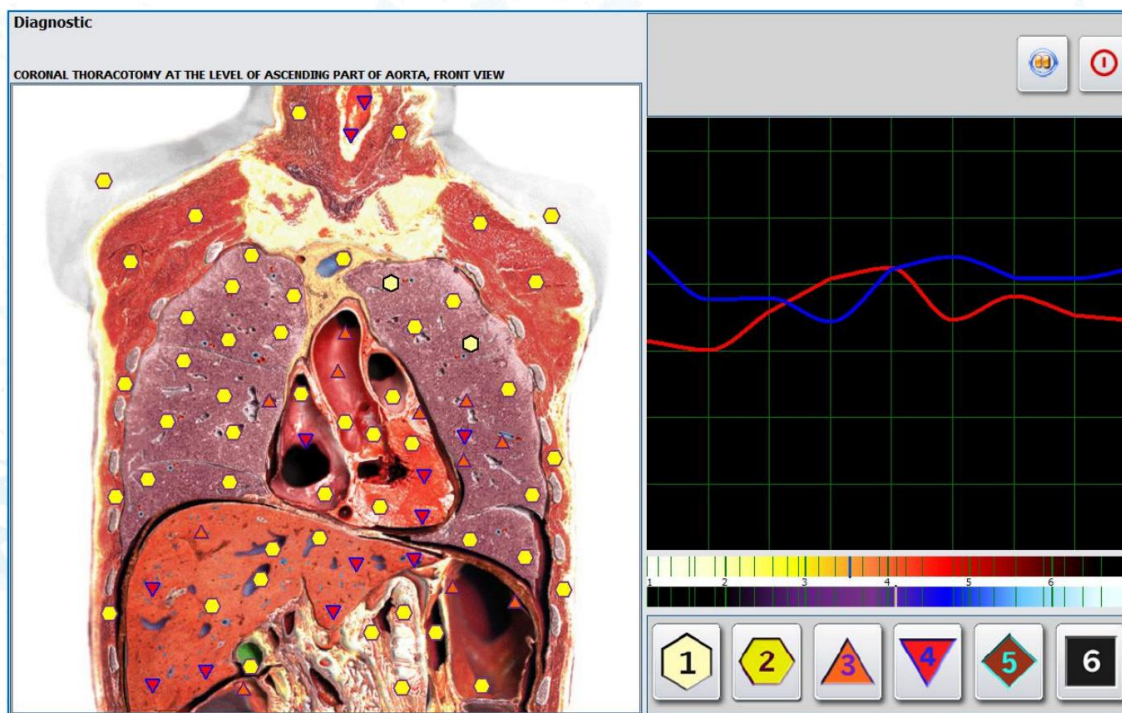 Diagnostic
CORONAL THORACOTOMY AT THE LEVEL OF ASCENDING PART OF AORTA, FRONT VIEW
1 2 3 4 5 6
1 2 3 4 5 6